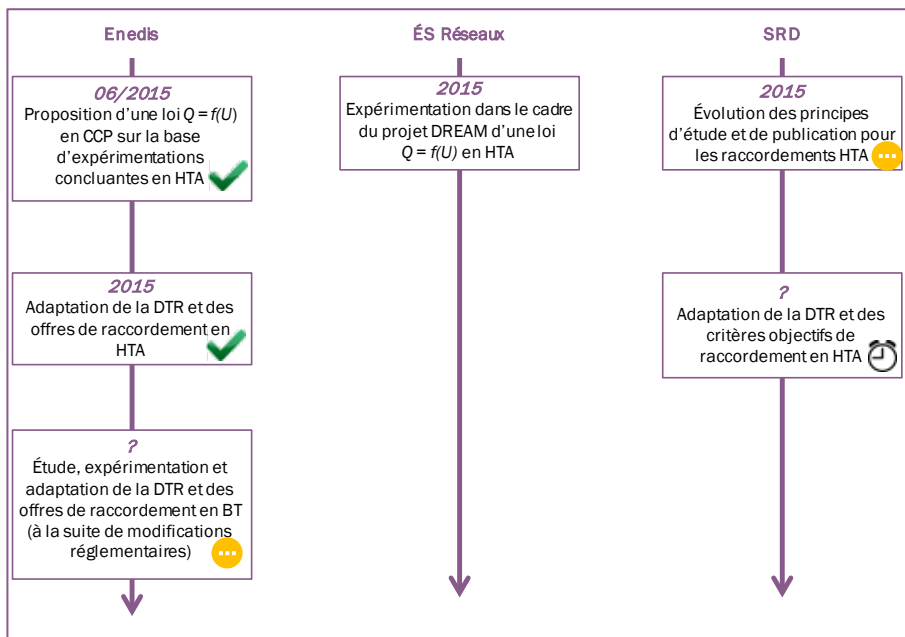 Enedis
06/2015
Proposition d'une loi Q = f(U)
en CCP sur la base
d'expérimentations
concluantes en HTA
2015
Adaptation de la DTR et des
offres de raccordement en
HTA
?
Étude, expérimentation et
adaptation de la DTR et des
offres de raccordement en BT
(à la suite de modifications
réglementaires)
ÉS Réseaux
2015
Expérimentation dans le cadre
du projet DREAM d'une loi
Q = f(U) en HTA
SRD
2015
Évolution des principes
d'étude et de publication pour
les raccordements HTA
?
Adaptation de la DTR et des
critères objectifs de
raccordement en HTA